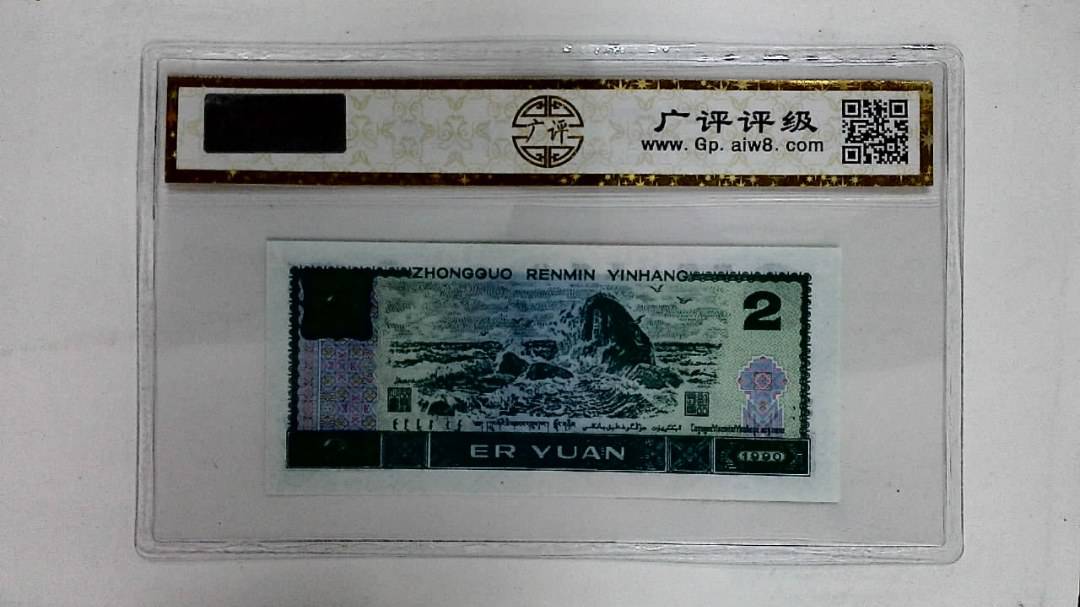 广评
广评评级
www. Gp. aiw8. com
ZHONGGUO RENMIN YINHANG
2
ER YUAN
1990